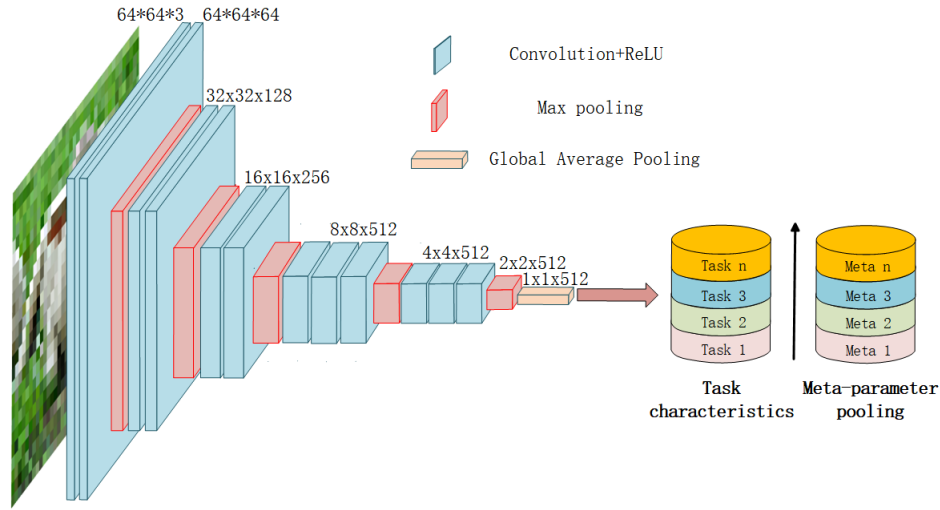 64*64*3 64*64*64
Convolution+ReLU
32x32x128
Max pooling
Global Average Pooling
16x16x256
8x8x512
4x4x512
2x2x512
1x1x512
Task n
Task 3
Task 2
Task 1
Meta n
Meta 3
Meta 2
Meta 1
Task
characteristics
Meta-parameter
pooling